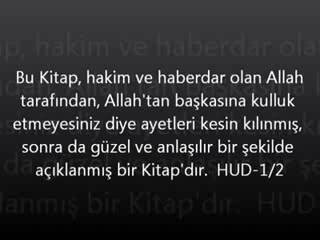 Bu Kitap, hakim ve haberdar olan Allah
tarafından, Allah'tan başkasına kulluk
etmeyesiniz diye ayetleri kesin kılınmış,
sonra da güzel ve anlaşılır bir şekilde
açıklanmış bir Kitap'dır.  HUD-1/2